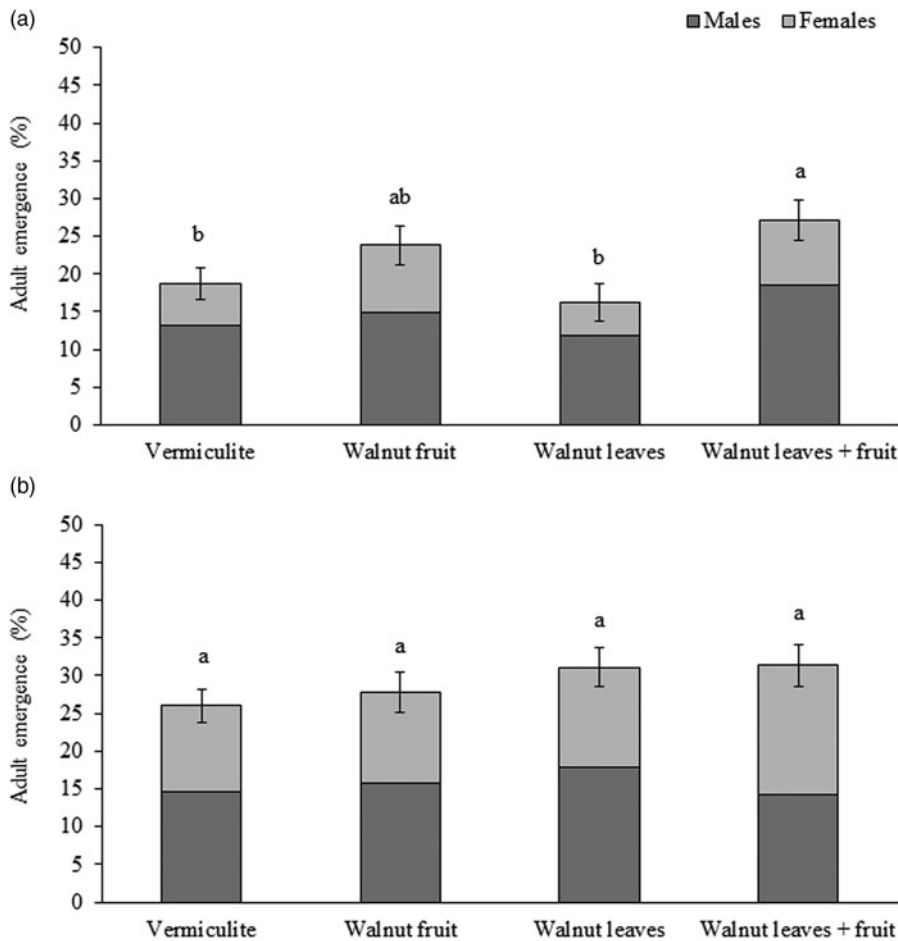 (a)
Males Females
50
45
40
35
30
25
20
15
10
5
0
Adult emergence (%)
b
ab
b
a
Vermiculite Walnut fruit Walnut leaves Walnut leaves + fruit
(b)
50
45
40
35
30
25
20
15
10
5
0
Adult emergence (%)
a
a
a
a
Vermiculite Walnut fruit Walnut leaves Walnut leaves + fruit